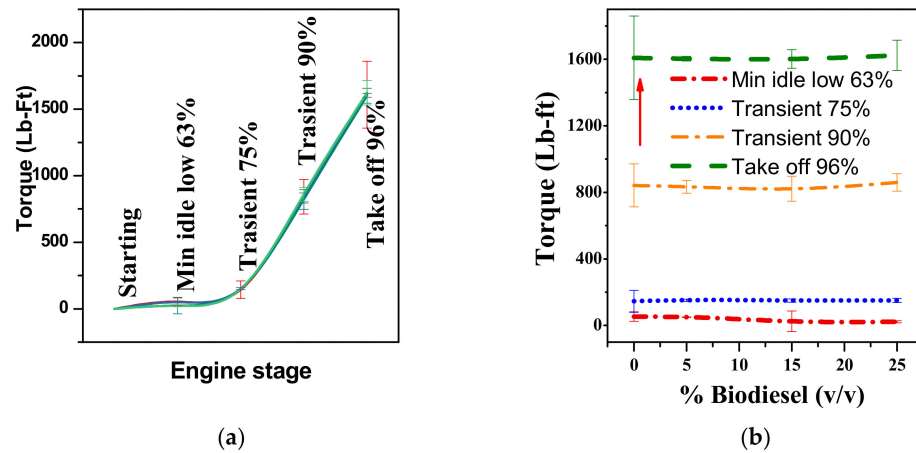 2000
1500
1000
500
0
Torque (Lb-Ft)
Starting
Min idle low 63%
Trasient 75%
Trasient 90%
Take off 96%
Engine stage
(a)
2000
1600
1200
800
400
0
Torque (Lb-ft)
Min idle low 63%
Transient 75%
Transient 90%
Take off 96%
0 5 10 15 20 25
% Biodiesel (v/v)
(b)